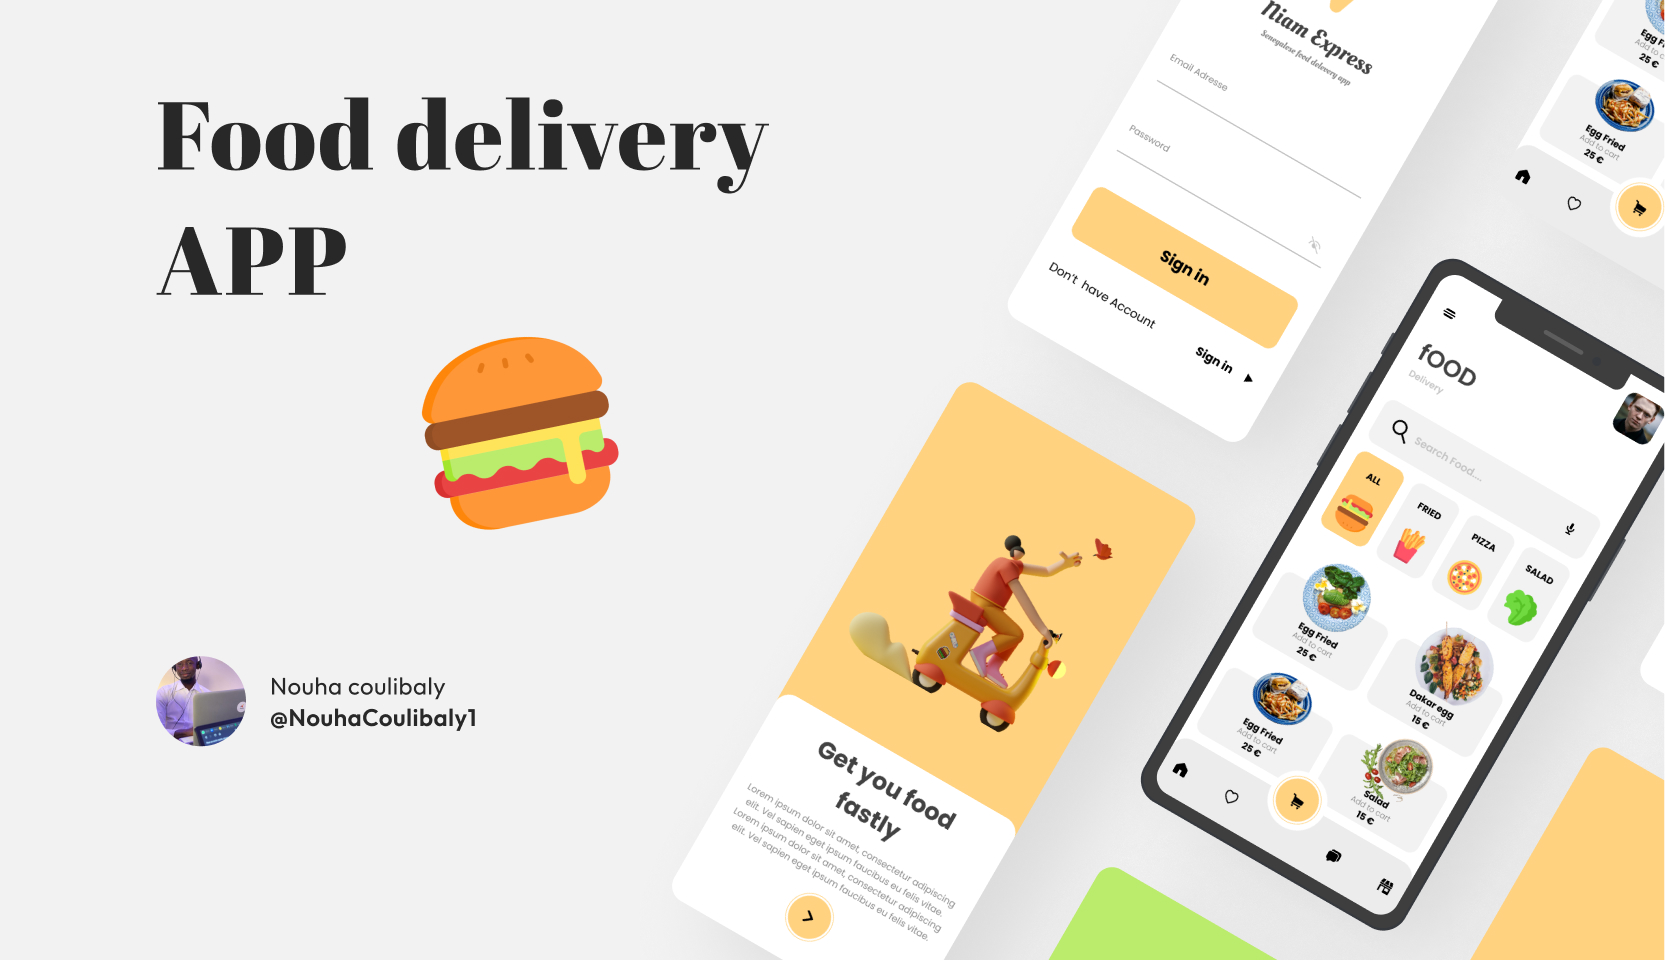 Food delivery
APP
Nouha coulibaly
@NouhaCoulibaly1
Niam Express
Senegalese food delevery app
Email Adresse
Password
Sign in
Don't have Account
Sign in
Get you food
fastly
Lorem ipsum dolor sit amet, consectetur adipiscing
elit. Vel sapien eget ipsum faucibus eu felis vitae.
Lorem ipsum dolor sit amet, consectetur adipiscing
elit. Vel sapien eget ipsum faucibus eu felis vitae.
Egg
Add to
25 €
Egg Fried
Add to cart
25 €
fOOD
Delivery
Search Food....
ALL
FRIED
PIZZA
SALAD
Egg Fried
Add to cart
25 €
Dakar egg
Add to cart
15 €
Egg Fried
Add to cart
25 €
Salad
Add to cart
15 €